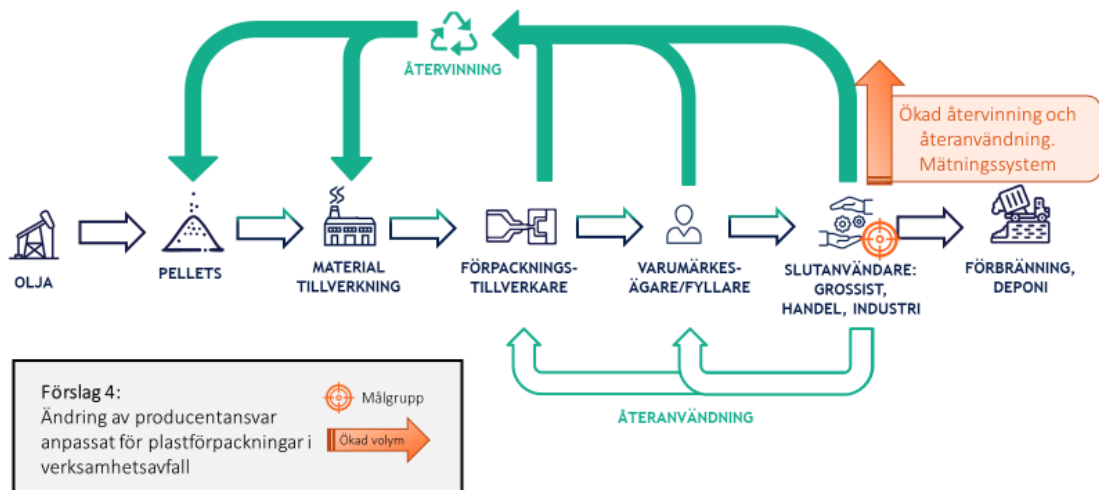 ÅTERVINNING
Ökad återvinning och
återanvändning.
Mätningssystem
OLJA
PELLETS
MATERIAL
TILLVERKNING
FÖRPACKNINGS-
TILLVERKARE
VARUMÄRKES-
ÄGARE/FYLLARE
SLUTANVÄNDARE:
GROSSIST,
HANDEL, INDUSTRI
FÖRBRÄNNING,
DEPONI
ÅTERANVÄNDNING
Förslag 4:
Ändring av producentansvar
anpassat för plastförpackningar i
verksamhetsavfall
Målgrupp
Ökad volym